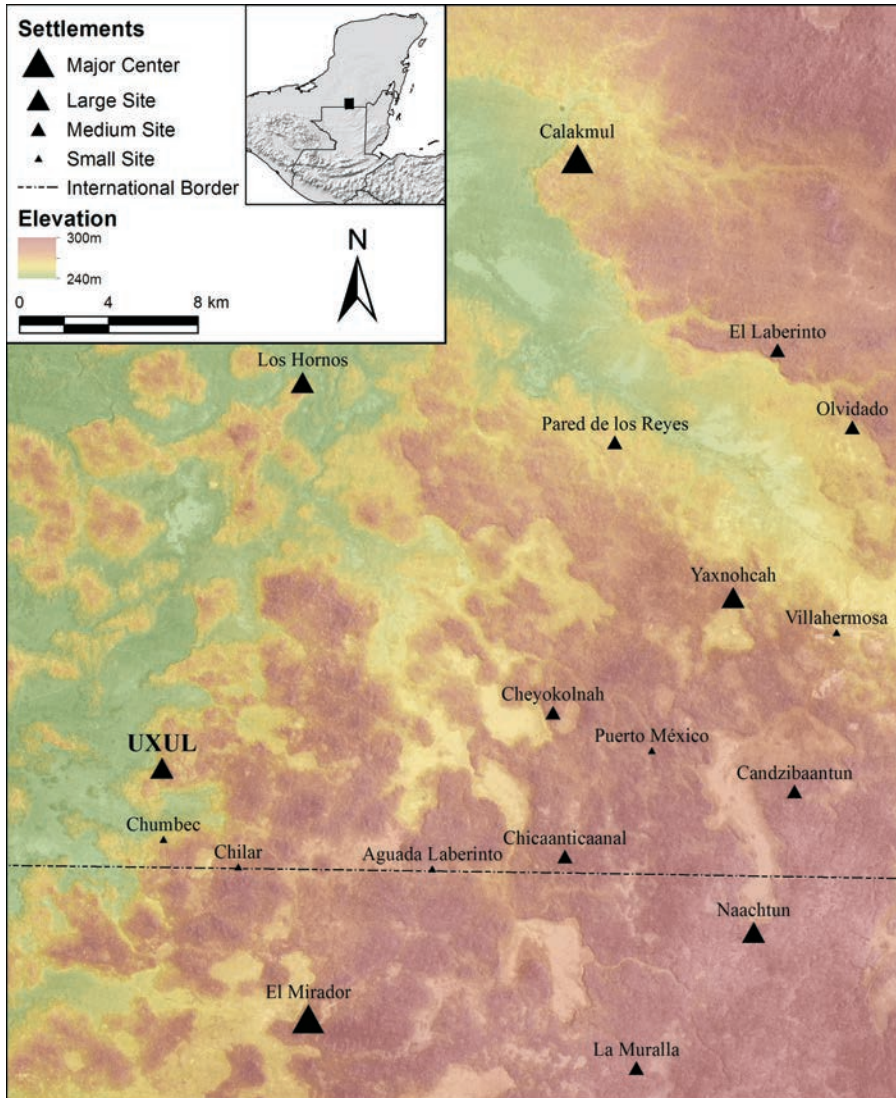 Settlements
Major Center
Large Site
Medium Site
Small Site
International Border
Elevation
300m
240m
0 4 8 km
N
Calakmul
El Laberinto
Los Hornos
Olvidado
Pared de los Reyes
Yaxnohcah
Villahermosa
Cheyokolnah
Puerto México
UXUL
Candzibaantun
Chumbec
Chicaanticaanal
Chilar
Aguada Laberinto
Naachtun
El Mirador
La Muralla